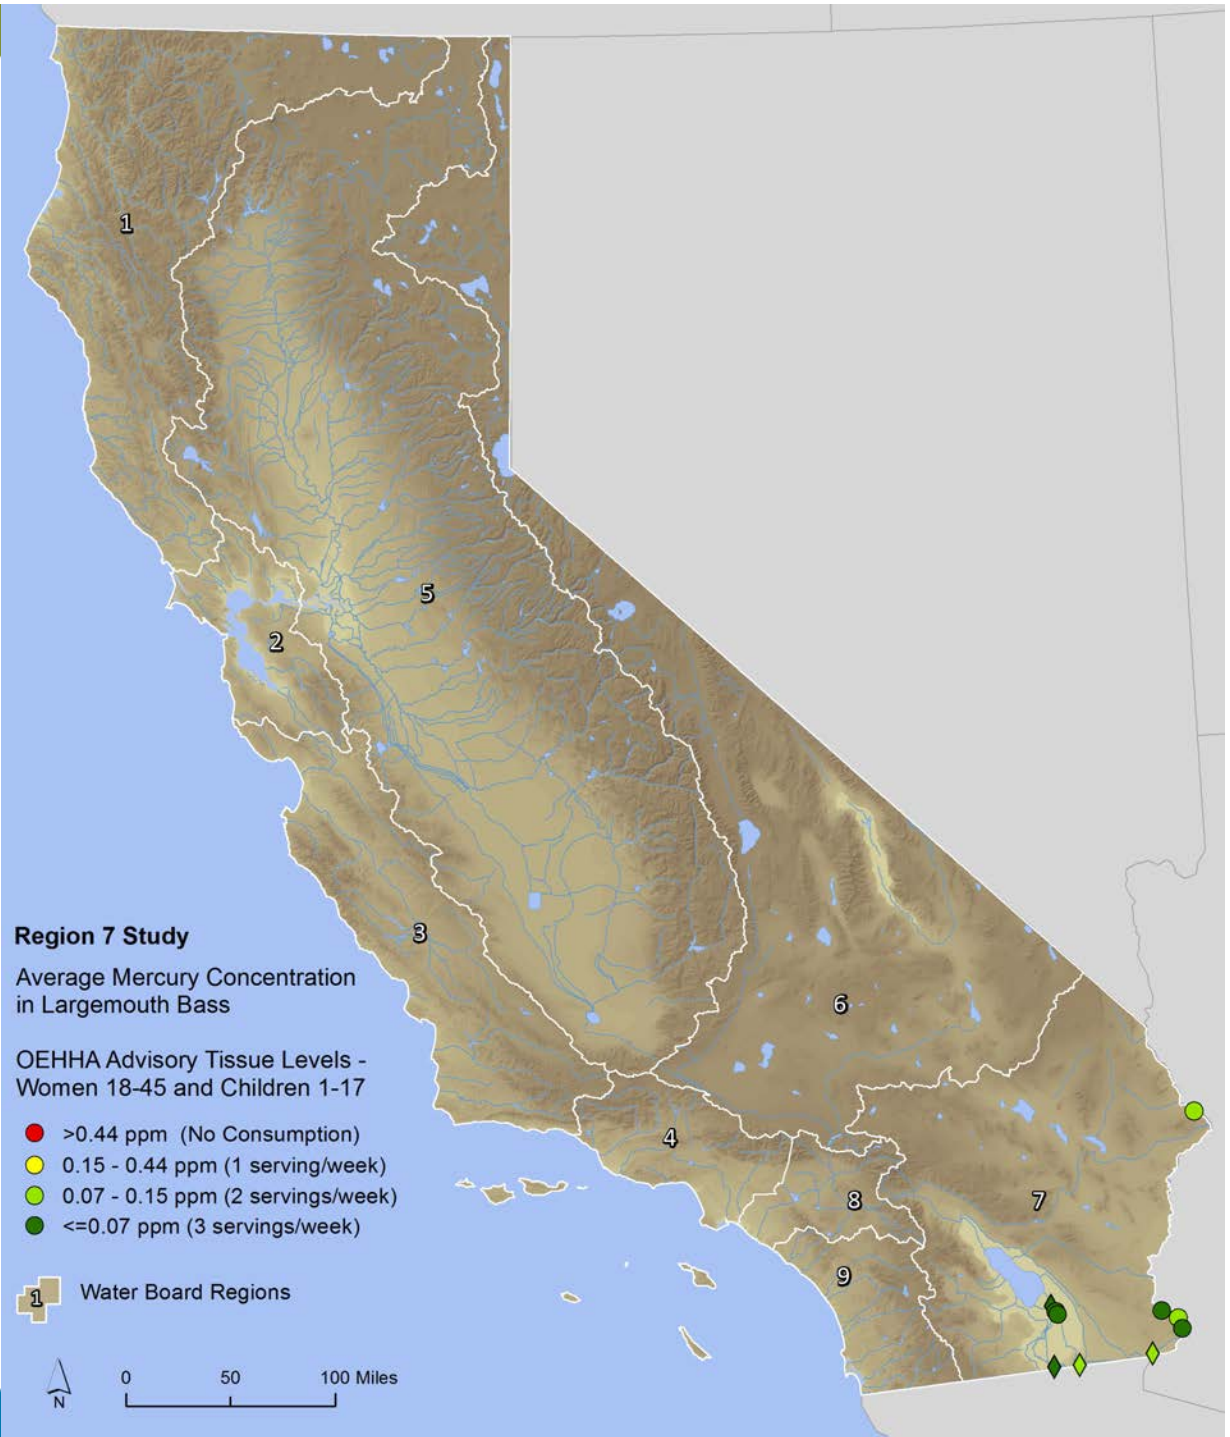 1
5
2
3
6
4
7
8
9
Region 7 Study
Average Mercury Concentration
in Largemouth Bass
OEHHA Advisory Tissue Levels -
Women 18-45 and Children 1-17
>0.44 ppm (No Consumption)
0.15 - 0.44 ppm (1 serving/week)
0.07 - 0.15 ppm (2 servings/week)
<=0.07 ppm (3 servings/week)
1 Water Board Regions
N
0 50 100 Miles